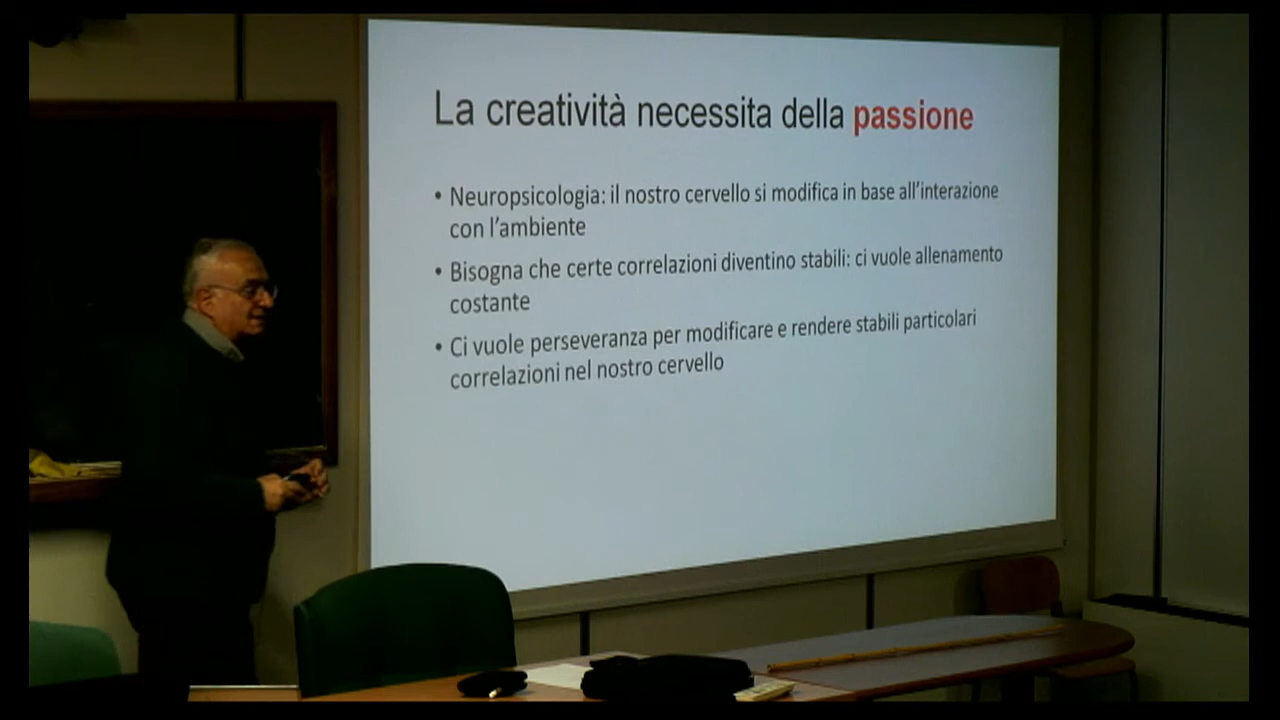 La creatività necessita della passione
• Neuropsicologia: il nostro cervello si modifica in base all'interazione
con l'ambiente
• Bisogna che certe correlazioni diventino stabili: ci vuole allenamento
costante
• Ci vuole perseveranza per modificare e rendere stabili particolari
correlazioni nel nostro cervello